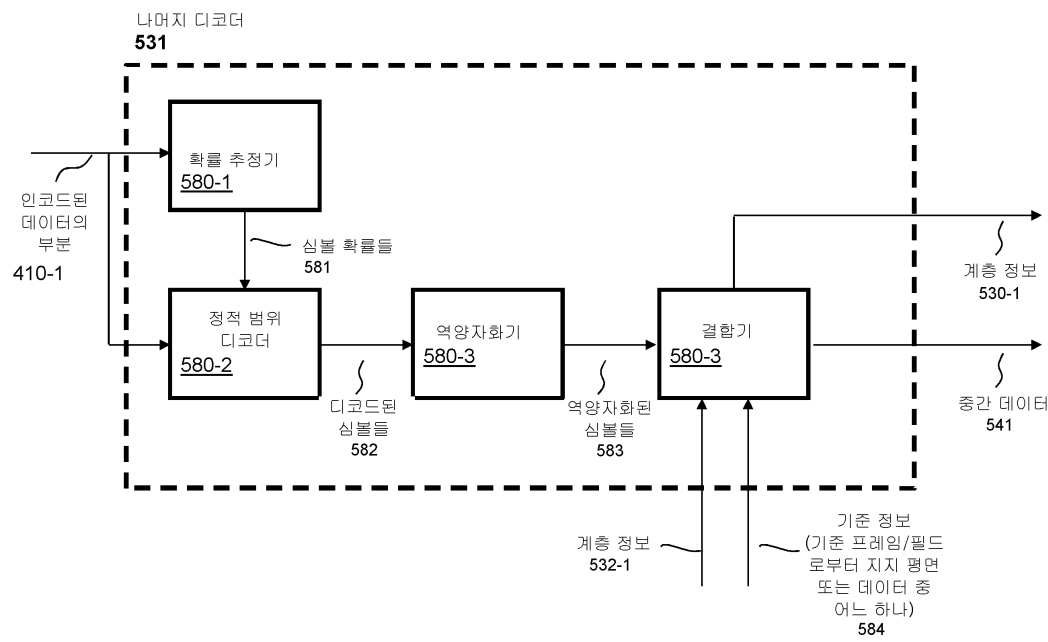 나머지 디코더
531
확률 추정기
580-1
인코드된
데이터의
부분
410-1
심볼 확률들
581
정적 범위
디코더
580-2
역양자화기
580-3
결합기
580-3
계층 정보
530-1
디코드된
심볼들
582
역양자화된
심볼들
583
중간 데이터
541
계층 정보
532-1
기준 정보
(기준 프레임/필드
로부터 지지 평면
또는 데이터 중
어느 하나)
584